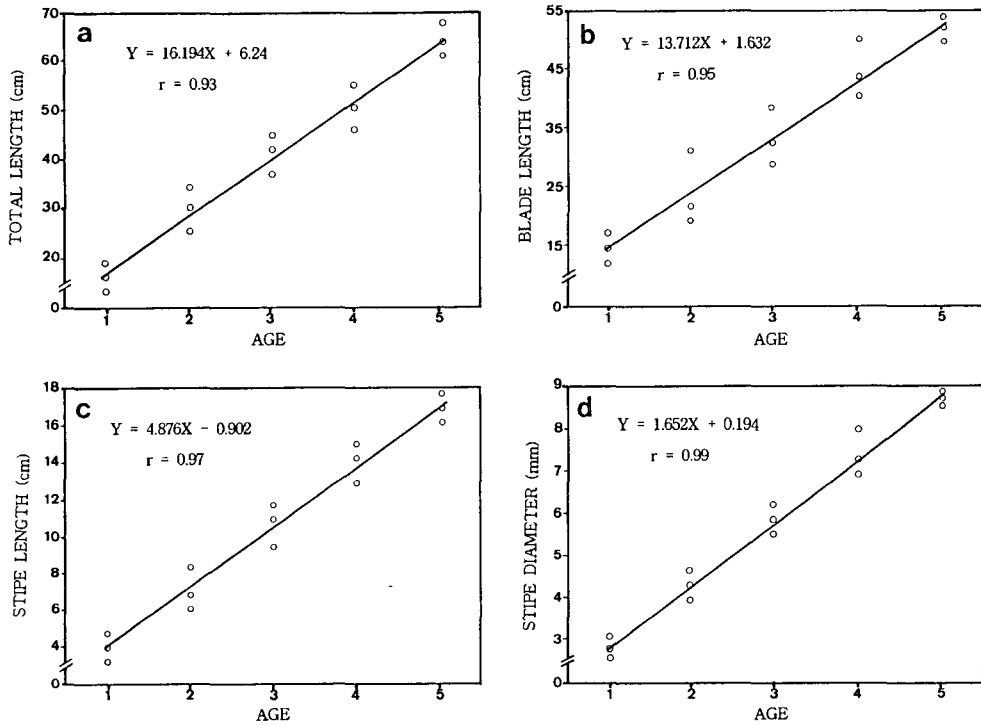 a
Y = 16.194X + 6.24
r = 0.93
TOTAL LENGTH (cm)
70
60
50
40
30
20
0
1 2 3 4 5
AGE
b
Y = 13.712X + 1.632
r = 0.95
BLADE LENGTH (cm)
55
45
35
25
15
0
1 2 3 4 5
AGE
c
Y = 4.876X − 0.902
r = 0.97
STIPE LENGTH (cm)
18
16
14
12
10
8
6
4
0
1 2 3 4 5
AGE
d
Y = 1.652X + 0.194
r = 0.99
STIPE DIAMETER (mm)
9
8
7
6
5
4
3
0
1 2 3 4 5
AGE